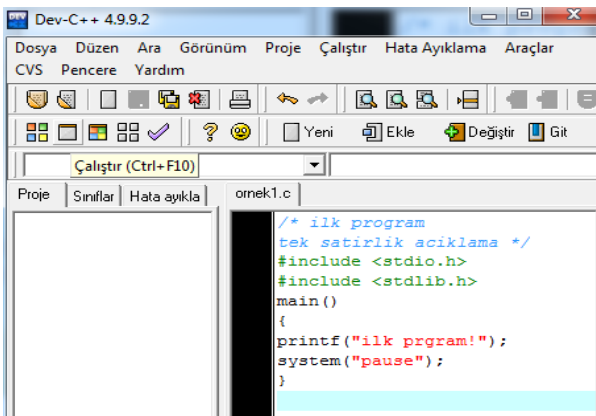 Dev-C++ 4.9.9.2
Dosya Düzen Ara Görünüm Proje Çalıştır Hata Ayıklama Araçlar
CVS Pencere Yardım
Yeni Ekle Değiştir Git
Çalıştır (Ctrl+F10)
Proje Sınıflar Hata ayıkla ornek1.c
/* ilk program
tek satirlik aciklama */
#include <stdio.h>
#include <stdlib.h>
main()
{
printf("ilk prgram!");
system("pause");
}